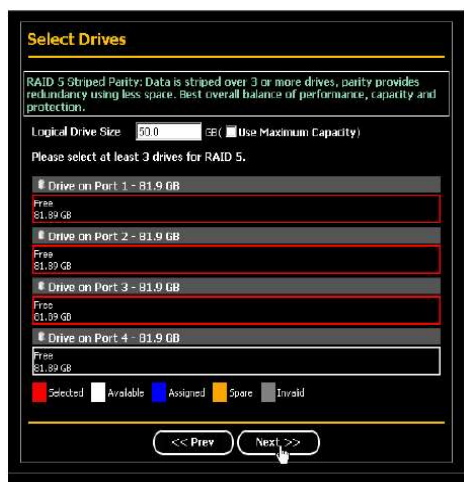 Select Drives
RAID 5 Striped Parity: Data is striped over 3 or more drives, parity provides
redundancy using less space. Best overall balance of performance, capacity and
protection.
Logical Drive Size 50.0 GB( Use Maximum Capacity)
Please select at least 3 drives for RAID 5.
Drive on Port 1 - 81.9 GB
Free
81.89 GB
Drive on Port 2 - 81.9 GB
Free
81.89 GB
Drive on Port 3 - 81.9 GB
Free
81.89 GB
Drive on Port 4 - 81.9 GB
Free
81.89 GB
Selected Available Assigned Spare Invalid
<< Prev Next >>